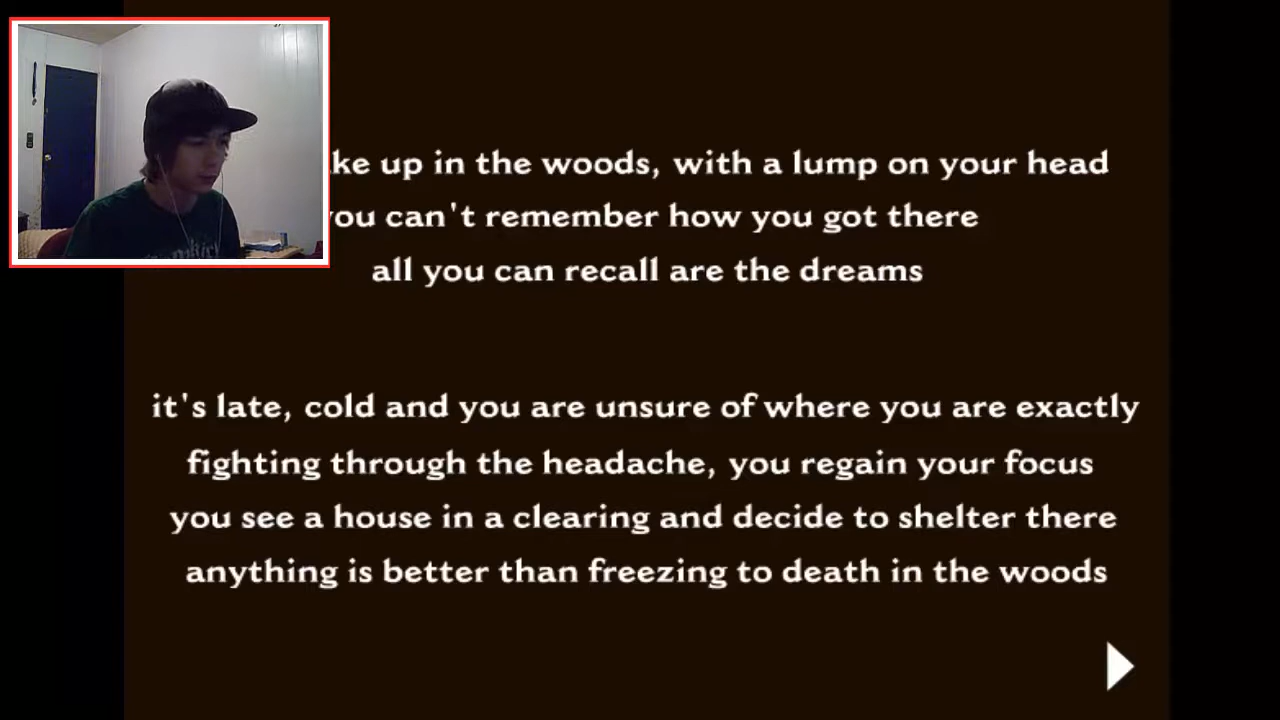 up in the woods, with a lump on your head
you can't remember how you got there
all you can recall are the dreams
it's late, cold and you are unsure of where you are exactly
fighting through the headache, you regain your focus
you see a house in a clearing and decide to shelter there
anything is better than freezing to death in the woods